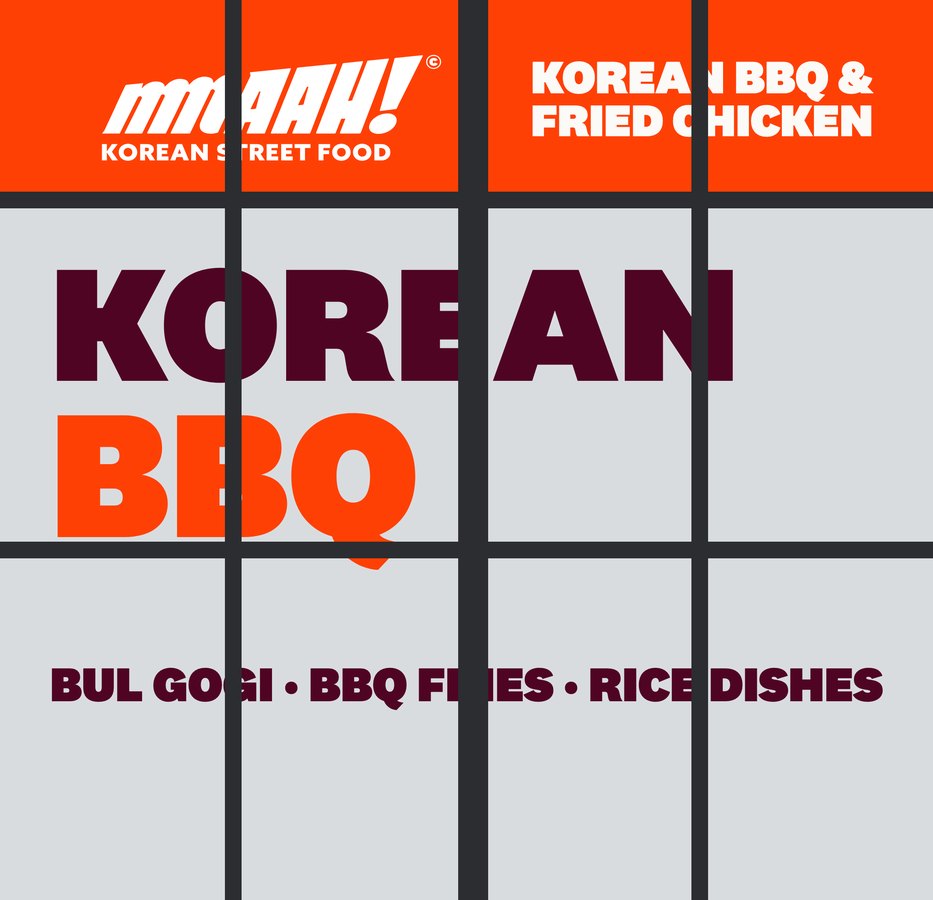 mmAAH!©
KOREAN STREET FOOD
KOREAN BBQ &
FRIED CHICKEN
KOREAN
BBQ
BUL GOGI • BBQ FRIES • RICE DISHES